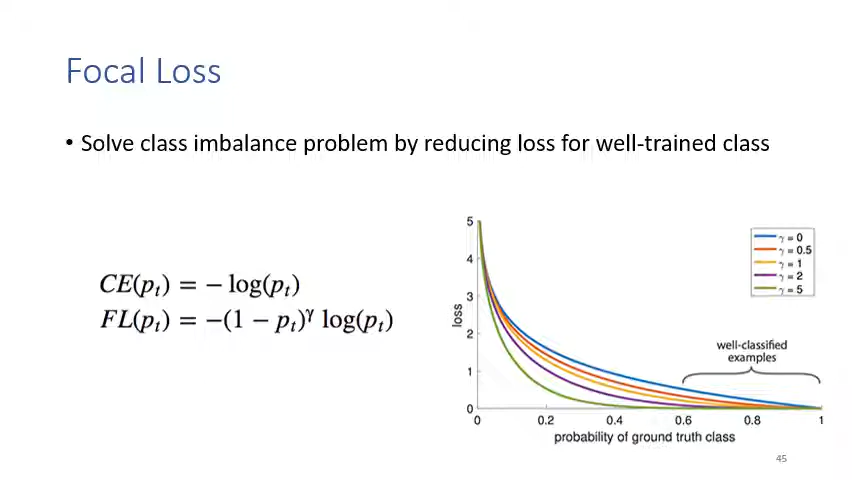 Focal Loss
• Solve class imbalance problem by reducing loss for well-trained class
CE(pₜ) = − log(pₜ)
FL(pₜ) = −(1 − pₜ)^γ log(pₜ)
5
4
3
2
1
0
loss
γ = 0
γ = 0.5
γ = 1
γ = 2
γ = 5
well-classified
examples
0 0.2 0.4 0.6 0.8 1
probability of ground truth class
45